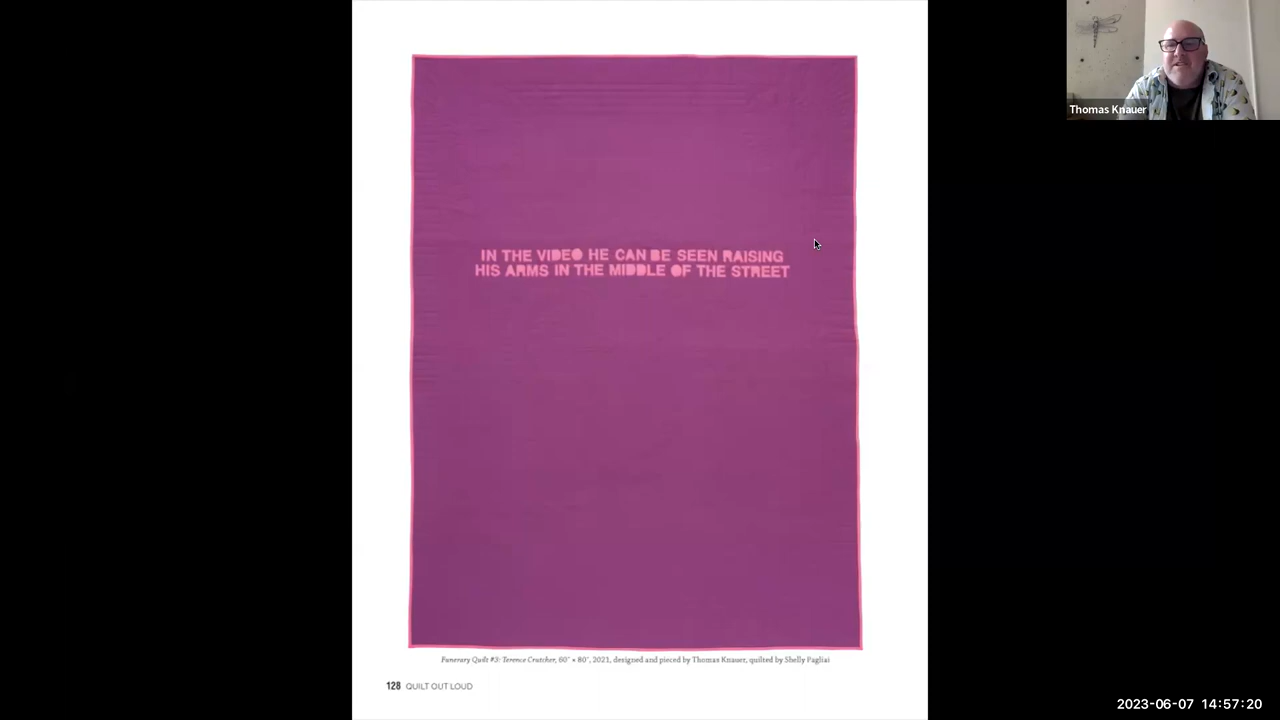 Thomas Knauer
IN THE VIDEO HE CAN BE SEEN RAISING
HIS ARMS IN THE MIDDLE OF THE STREET
Funerary Quilt #3: Terence Crutcher, 60" × 80", 2021, designed and pieced by Thomas Knauer, quilted by Shelly Pagliai
128 QUILT OUT LOUD
2023-06-07 14:57:20